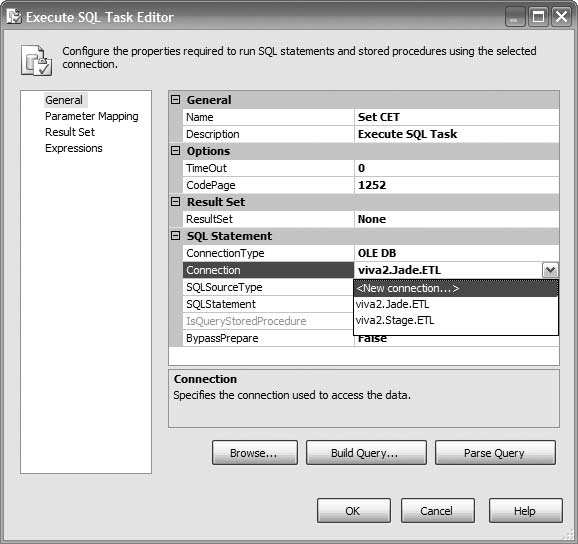 Execute SQL Task Editor
Configure the properties required to run SQL statements and stored procedures using the selected
connection.
General
Parameter Mapping
Result Set
Expressions
General
Name Set CET
Description Execute SQL Task
Options
TimeOut 0
CodePage 1252
Result Set
ResultSet None
SQL Statement
ConnectionType OLE DB
Connection viva2.Jade.ETL
SQLSourceType <New connection...>
SQLStatement viva2.Jade.ETL
IsQueryStoredProcedure viva2.Stage.ETL
BypassPrepare False
Connection
Specifies the connection used to access the data.
Browse... Build Query... Parse Query
OK Cancel Help